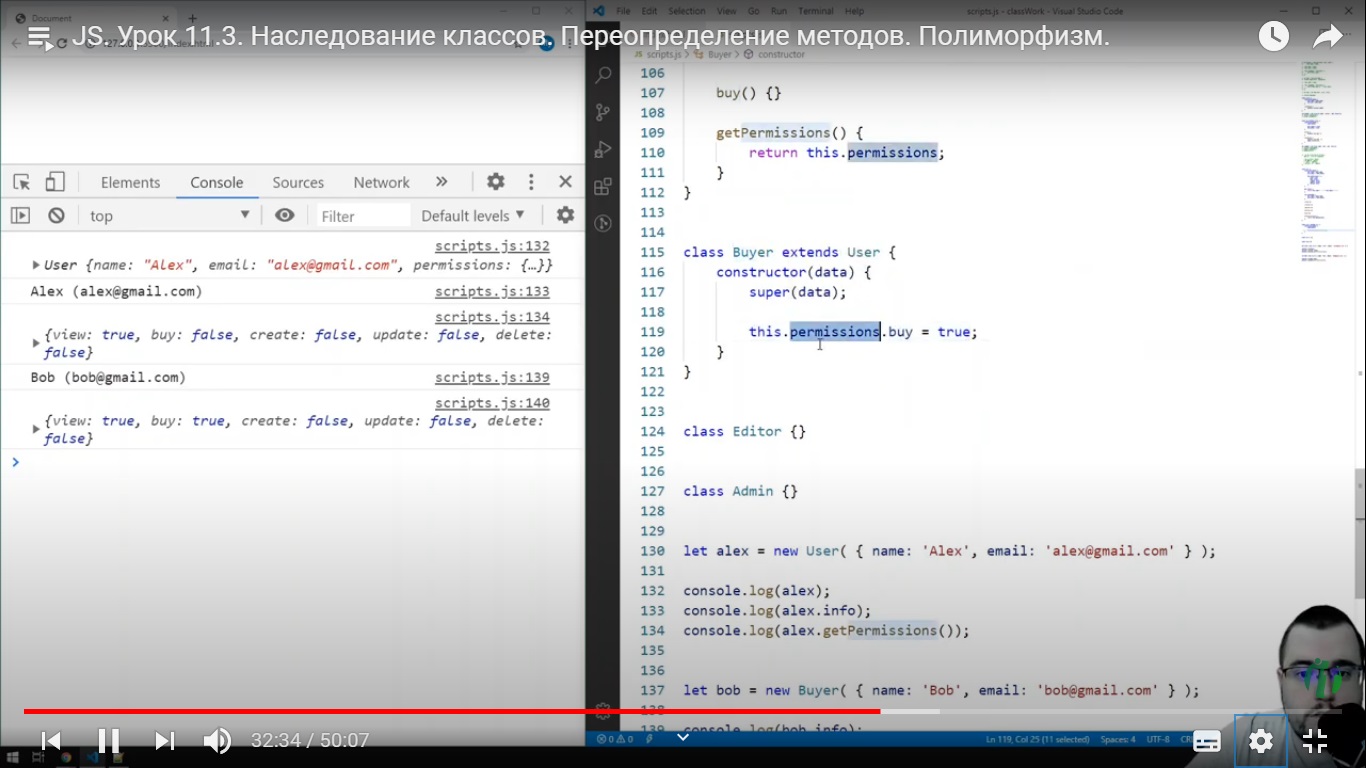 Document
File Edit Selection View Go Run Terminal Help
scripts.js - classWork - Visual Studio Code
JS. Урок 11.3. Наследование классов. Переопределение методов. Полиморфизм.
scripts.js > Buyer > constructor
Elements Console Sources Network »
top Filter Default levels
scripts.js:132
User {name: "Alex", email: "alex@gmail.com", permissions: {…}}
Alex (alex@gmail.com) scripts.js:133
scripts.js:134
{view: true, buy: false, create: false, update: false, delete:
false}
Bob (bob@gmail.com) scripts.js:139
scripts.js:140
{view: true, buy: true, create: false, update: false, delete:
false}
106
107 buy() {}
108
109 getPermissions() {
110 return this.permissions;
111 }
112 }
113
114
115 class Buyer extends User {
116 constructor(data) {
117 super(data);
118
119 this.permissions.buy = true;
120 }
121 }
122
123
124 class Editor {}
125
126
127 class Admin {}
128
129
130 let alex = new User( { name: 'Alex', email: 'alex@gmail.com' } );
131
132 console.log(alex);
133 console.log(alex.info);
134 console.log(alex.getPermissions());
135
136
137 let bob = new Buyer( { name: 'Bob', email: 'bob@gmail.com' } );
138
139 console.log(bob.info);
32:34 / 50:07
Ln 119, Col 25 (11 selected) Spaces: 4 UTF-8